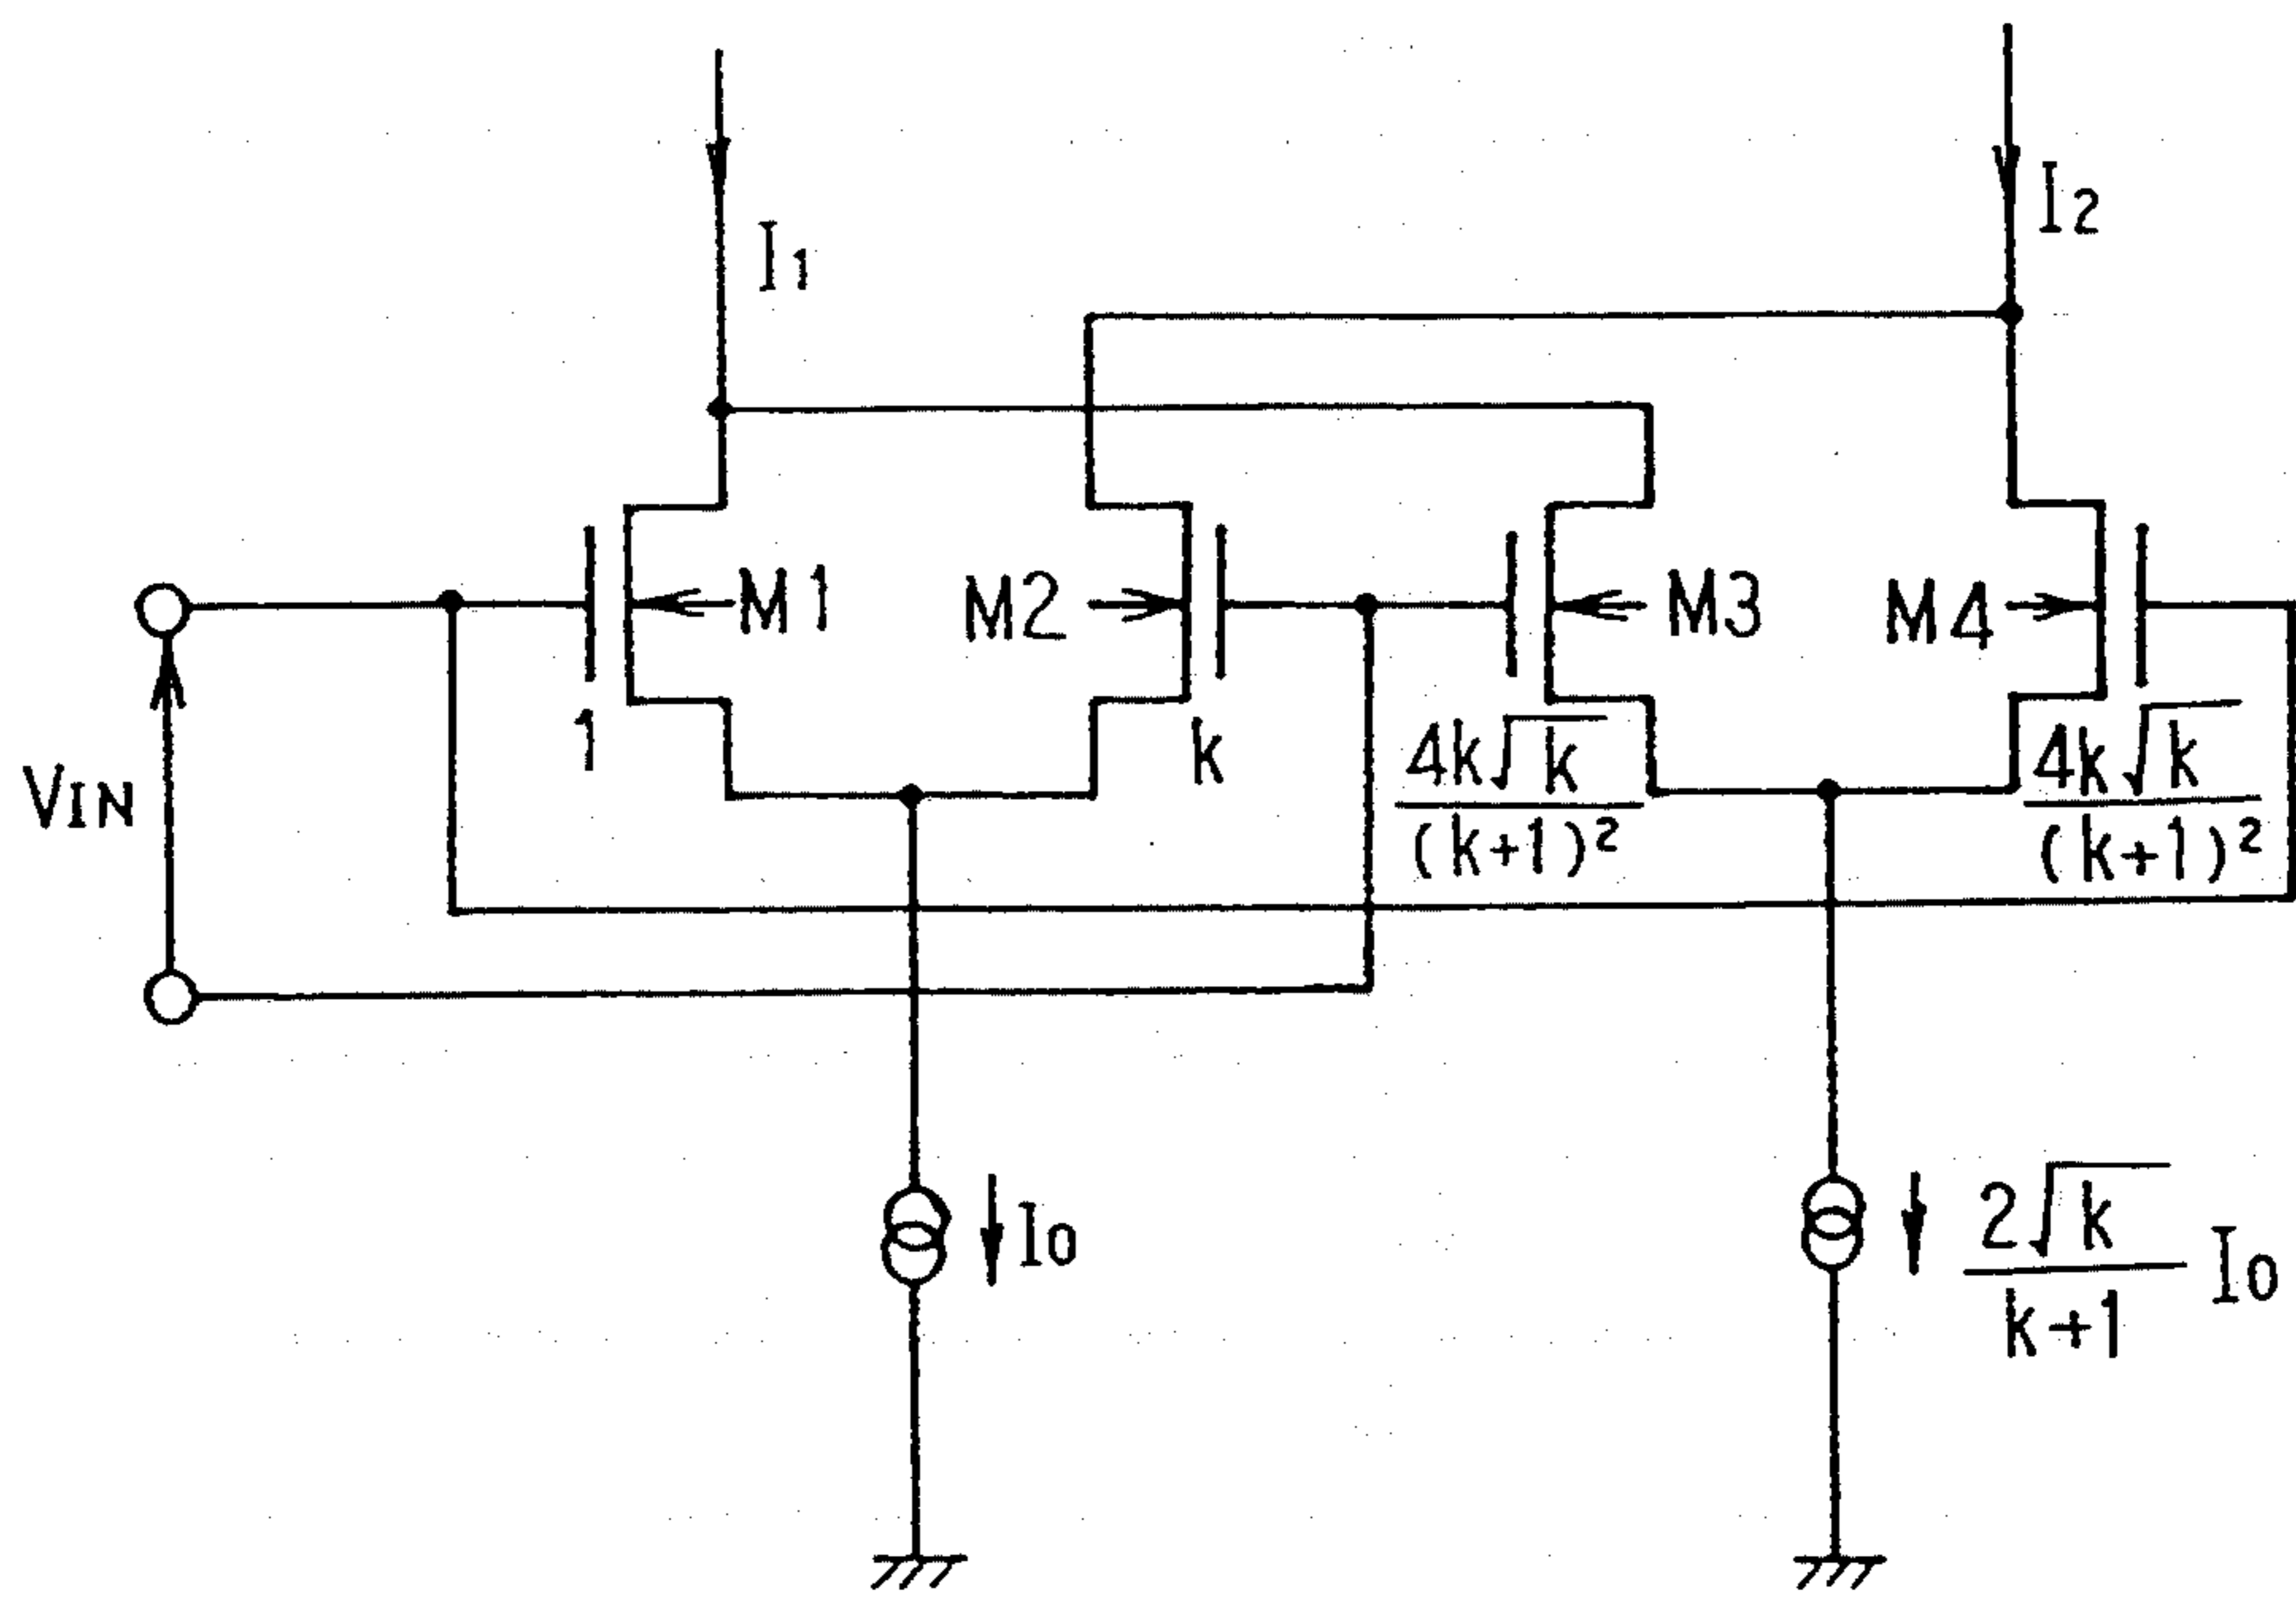 I1
I2
M1
M2
M3
M4
1
k
4k√k
(k+1)²
4k√k
(k+1)²
VIN
I0
2√k
k+1
I0